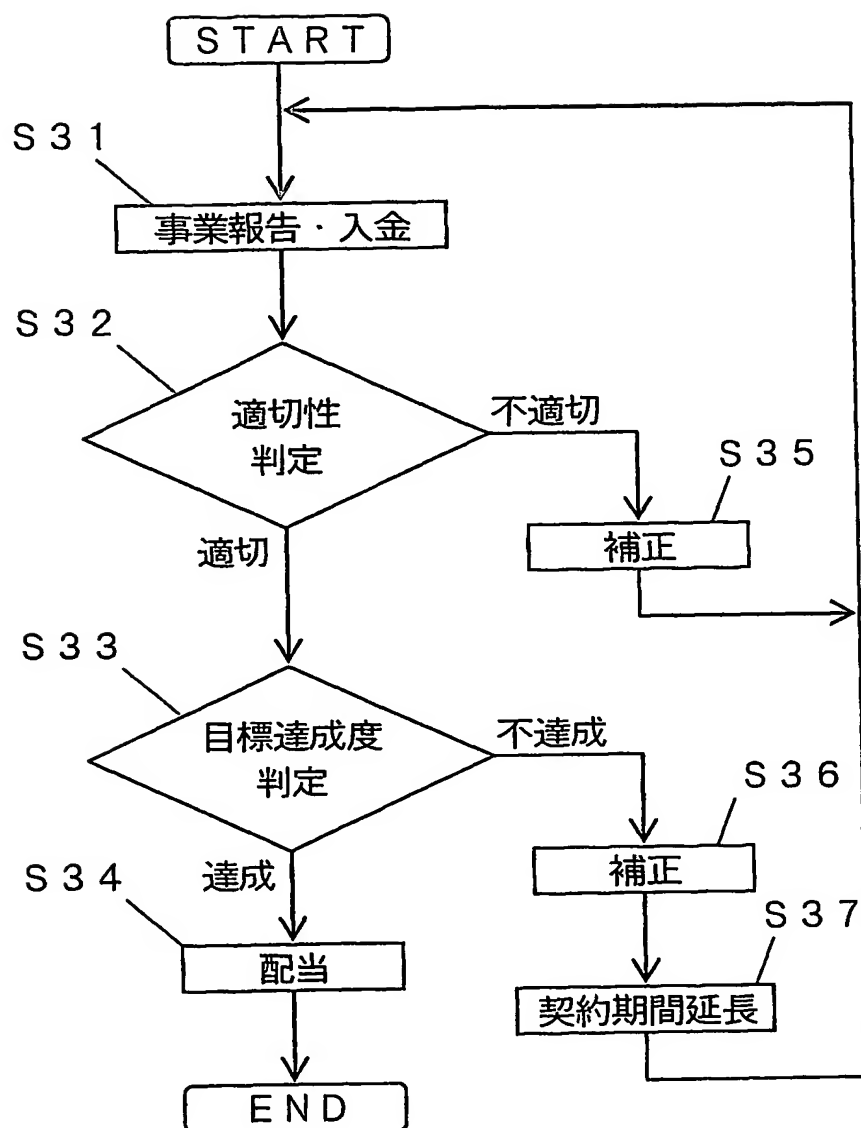 START
S31
事業報告・入金
S32
適切性
判定
不適切
S35
補正
適切
S33
目標達成度
判定
不達成
S36
補正
達成
S34
配当
S37
契約期間延長
END